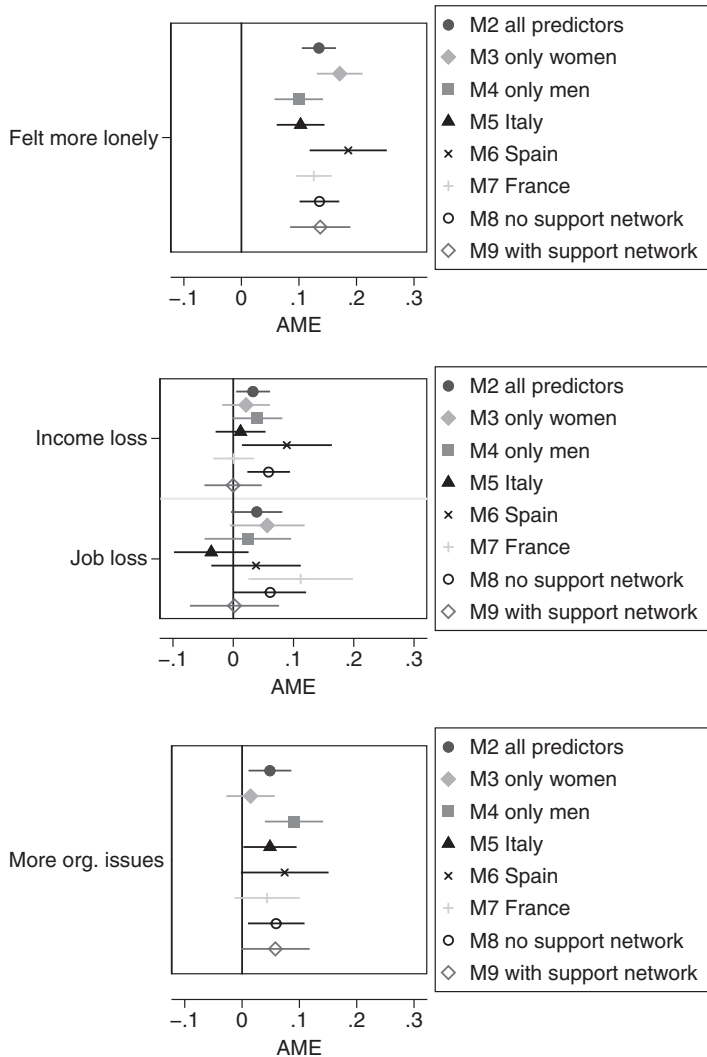 M2 all predictors
M3 only women
M4 only men
M5 Italy
Felt more lonely
M6 Spain
M7 France
M8 no support network
M9 with support network
–.1 0 .1 .2 .3
AME
M2 all predictors
M3 only women
Income loss
M4 only men
M5 Italy
M6 Spain
M7 France
Job loss
M8 no support network
M9 with support network
–.1 0 .1 .2 .3
AME
M2 all predictors
M3 only women
M4 only men
M5 Italy
More org. issues
M6 Spain
M7 France
M8 no support network
M9 with support network
–.1 0 .1 .2 .3
AME